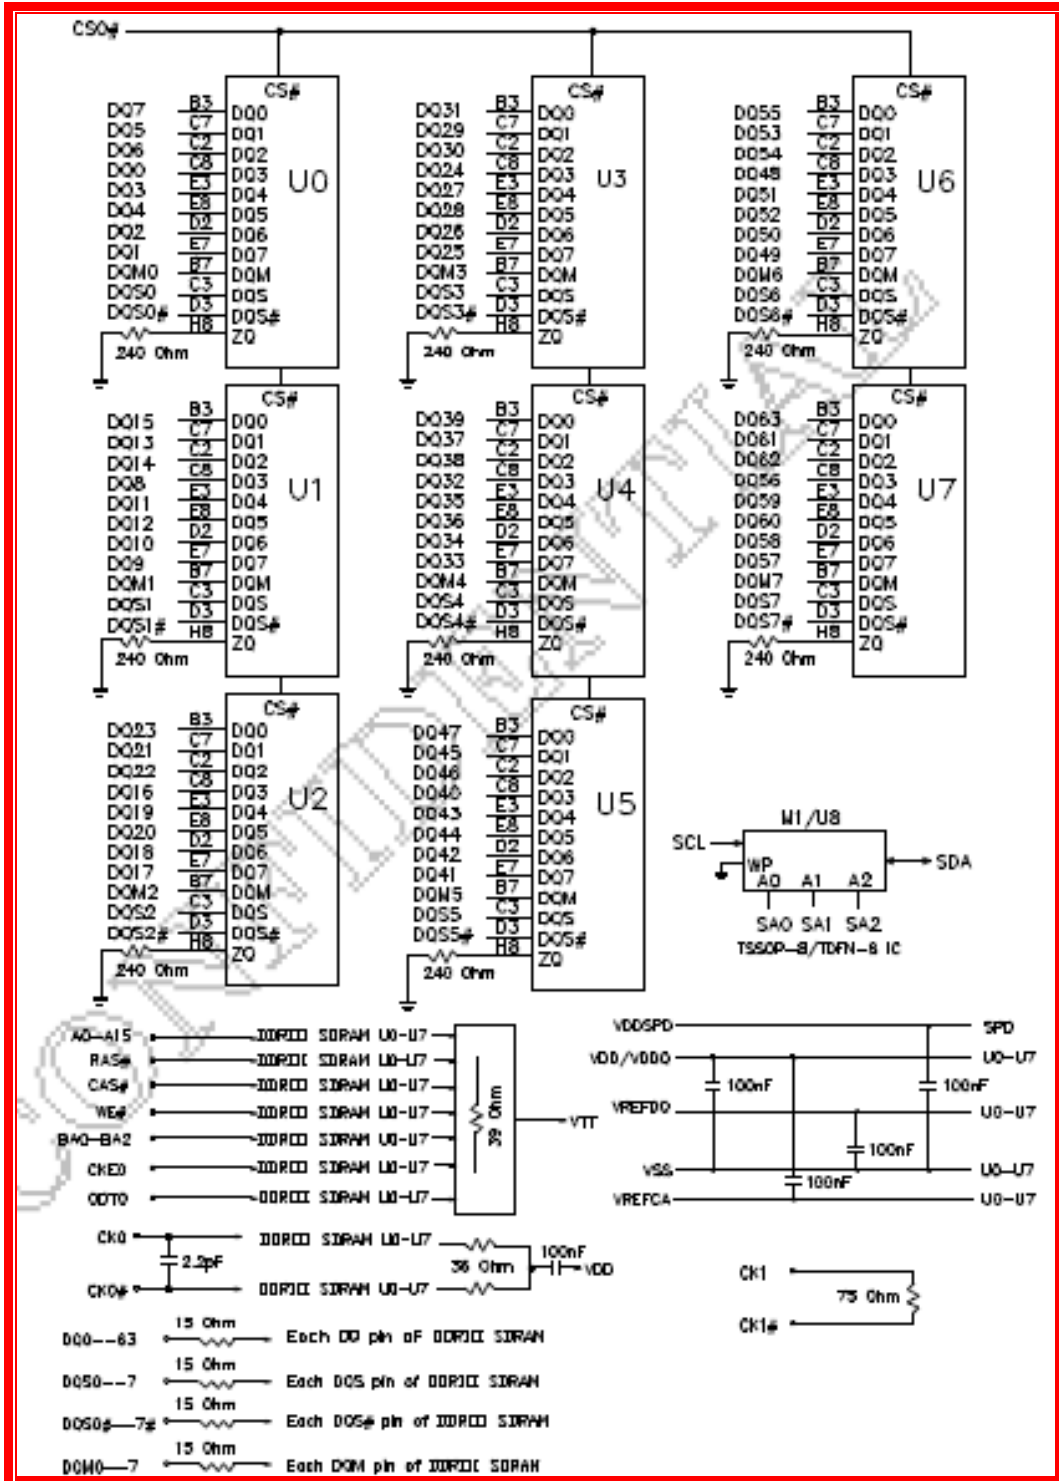 CS0#
CS#
DQ7 B3 DQ0
DQ5 C7 DQ1
DQ6 C2 DQ2
DQ0 C8 DQ3
DQ3 E3 DQ4
DQ4 E8 DQ5
DQ2 D2 DQ6
DQ1 E7 DQ7
DQM0 B7 DQM
DQS0 C3 DQS
DQS0# D3 DQS#
H8 ZQ
240 Ohm
U0
CS#
DQ31 B3 DQ0
DQ29 C7 DQ1
DQ30 C2 DQ2
DQ24 C8 DQ3
DQ27 E3 DQ4
DQ28 E8 DQ5
DQ26 D2 DQ6
DQ25 E7 DQ7
DQM3 B7 DQM
DQS3 C3 DQS
DQS3# D3 DQS#
H8 ZQ
240 Ohm
U3
CS#
DQ55 B3 DQ0
DQ53 C7 DQ1
DQ54 C2 DQ2
DQ48 C8 DQ3
DQ51 E3 DQ4
DQ52 E8 DQ5
DQ50 D2 DQ6
DQ49 E7 DQ7
DQM6 B7 DQM
DQS6 C3 DQS
DQS6# D3 DQS#
H8 ZQ
240 Ohm
U6
CS#
DQ15 B3 DQ0
DQ13 C7 DQ1
DQ14 C2 DQ2
DQ8 C8 DQ3
DQ11 E3 DQ4
DQ12 E8 DQ5
DQ10 D2 DQ6
DQ9 E7 DQ7
DQM1 B7 DQM
DQS1 C3 DQS
DQS1# D3 DQS#
H8 ZQ
240 Ohm
U1
CS#
DQ39 B3 DQ0
DQ37 C7 DQ1
DQ38 C2 DQ2
DQ32 C8 DQ3
DQ35 E3 DQ4
DQ36 E8 DQ5
DQ34 D2 DQ6
DQ33 E7 DQ7
DQM4 B7 DQM
DQS4 C3 DQS
DQS4# D3 DQS#
H8 ZQ
240 Ohm
U4
CS#
DQ63 B3 DQ0
DQ61 C7 DQ1
DQ62 C2 DQ2
DQ56 C8 DQ3
DQ59 E3 DQ4
DQ60 E8 DQ5
DQ58 D2 DQ6
DQ57 E7 DQ7
DQM7 B7 DQM
DQS7 C3 DQS
DQS7# D3 DQS#
H8 ZQ
240 Ohm
U7
CS#
DQ23 B3 DQ0
DQ21 C7 DQ1
DQ22 C2 DQ2
DQ16 C8 DQ3
DQ19 E3 DQ4
DQ20 E8 DQ5
DQ18 D2 DQ6
DQ17 E7 DQ7
DQM2 B7 DQM
DQS2 C3 DQS
DQS2# D3 DQS#
H8 ZQ
240 Ohm
U2
CS#
DQ47 B3 DQ0
DQ45 C7 DQ1
DQ46 C2 DQ2
DQ40 C8 DQ3
DQ43 E3 DQ4
DQ44 E8 DQ5
DQ42 D2 DQ6
DQ41 E7 DQ7
DQM5 B7 DQM
DQS5 C3 DQS
DQS5# D3 DQS#
H8 ZQ
240 Ohm
U5
M1/U8
SCL WP SDA
A0 A1 A2
SA0 SA1 SA2
TSSOP-8/TDFN-8 IC
A0-A15 DDRIII SDRAM U0-U7
RAS# DDRIII SDRAM U0-U7
CAS# DDRIII SDRAM U0-U7
WE# DDRIII SDRAM U0-U7
BA0-BA2 DDRIII SDRAM U0-U7
CKE0 DDRIII SDRAM U0-U7
ODT0 DDRIII SDRAM U0-U7
39 Ohm
VTT
VDDSPD SPD
VDD/VDDQ U0-U7
100nF 100nF
VREFDQ U0-U7
100nF
VSS U0-U7
100nF
VREFCA U0-U7
CK0 DDRIII SDRAM U0-U7
2.2pF
36 Ohm
100nF
VDD
CK0# DDRIII SDRAM U0-U7
CK1
75 Ohm
CK1#
15 Ohm
DQ0--63 Each DQ pin of DDRIII SDRAM
15 Ohm
DQS0--7 Each DQS pin of DDRIII SDRAM
15 Ohm
DQS0#--7# Each DQS# pin of DDRIII SDRAM
15 Ohm
DQM0--7 Each DQM pin of DDRIII SDRAM
CONFIDENTIAL